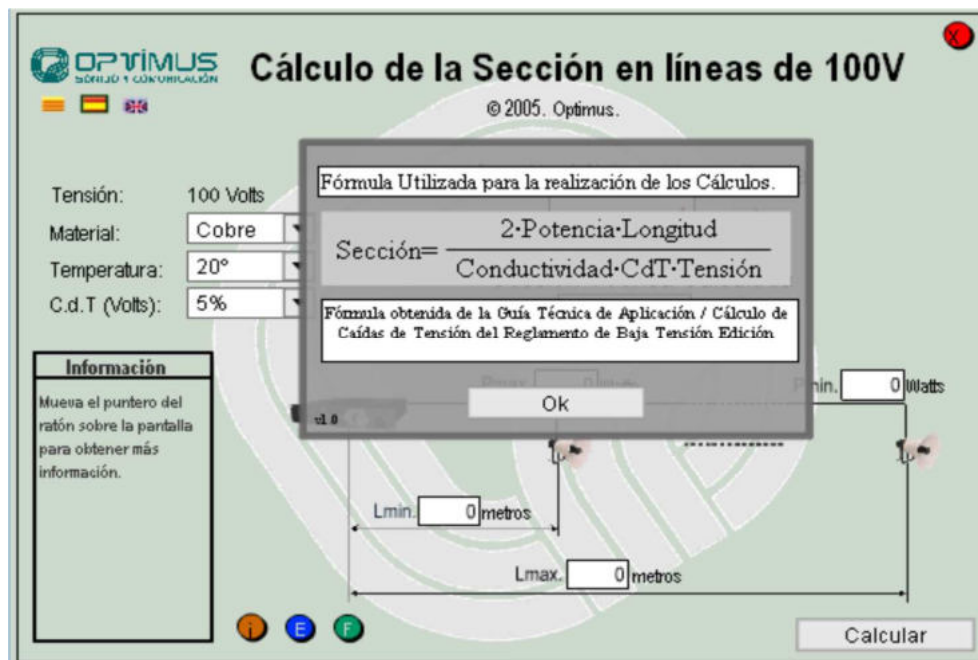 OPTIMUS
SONIDO Y COMUNICACIÓN
Cálculo de la Sección en líneas de 100V
© 2005. Optimus.
X
Tensión: 100 Volts
Material: Cobre
Temperatura: 20°
C.d.T (Volts): 5%
Fórmula Utilizada para la realización de los Cálculos.
Sección= 2·Potencia·Longitud
Conductividad·CdT·Tensión
Fórmula obtenida de la Guía Técnica de Aplicación / Cálculo de
Caídas de Tensión del Reglamento de Baja Tensión Edición
Ok
v1.0
Información
Mueva el puntero del
ratón sobre la pantalla
para obtener más
información.
Pmin. 0 Watts
Lmin. 0 metros
Lmax. 0 metros
i E F
Calcular